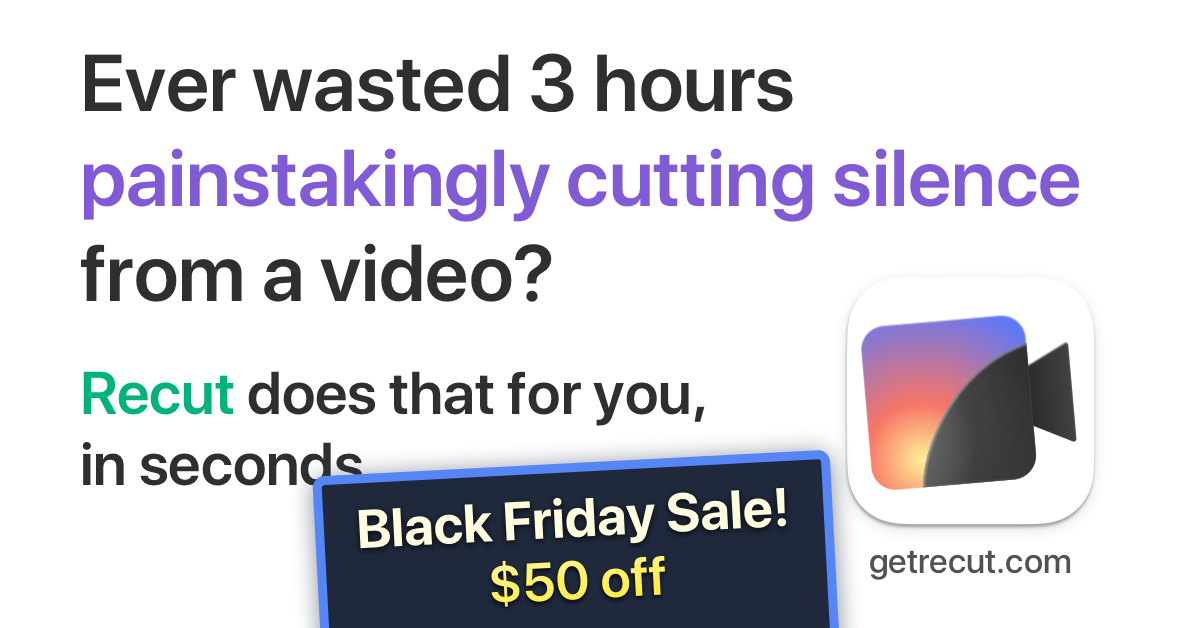 Ever wasted 3 hours
painstakingly cutting silence
from a video?
Recut does that for you,
in seconds
Black Friday Sale!
$50 off
getrecut.com